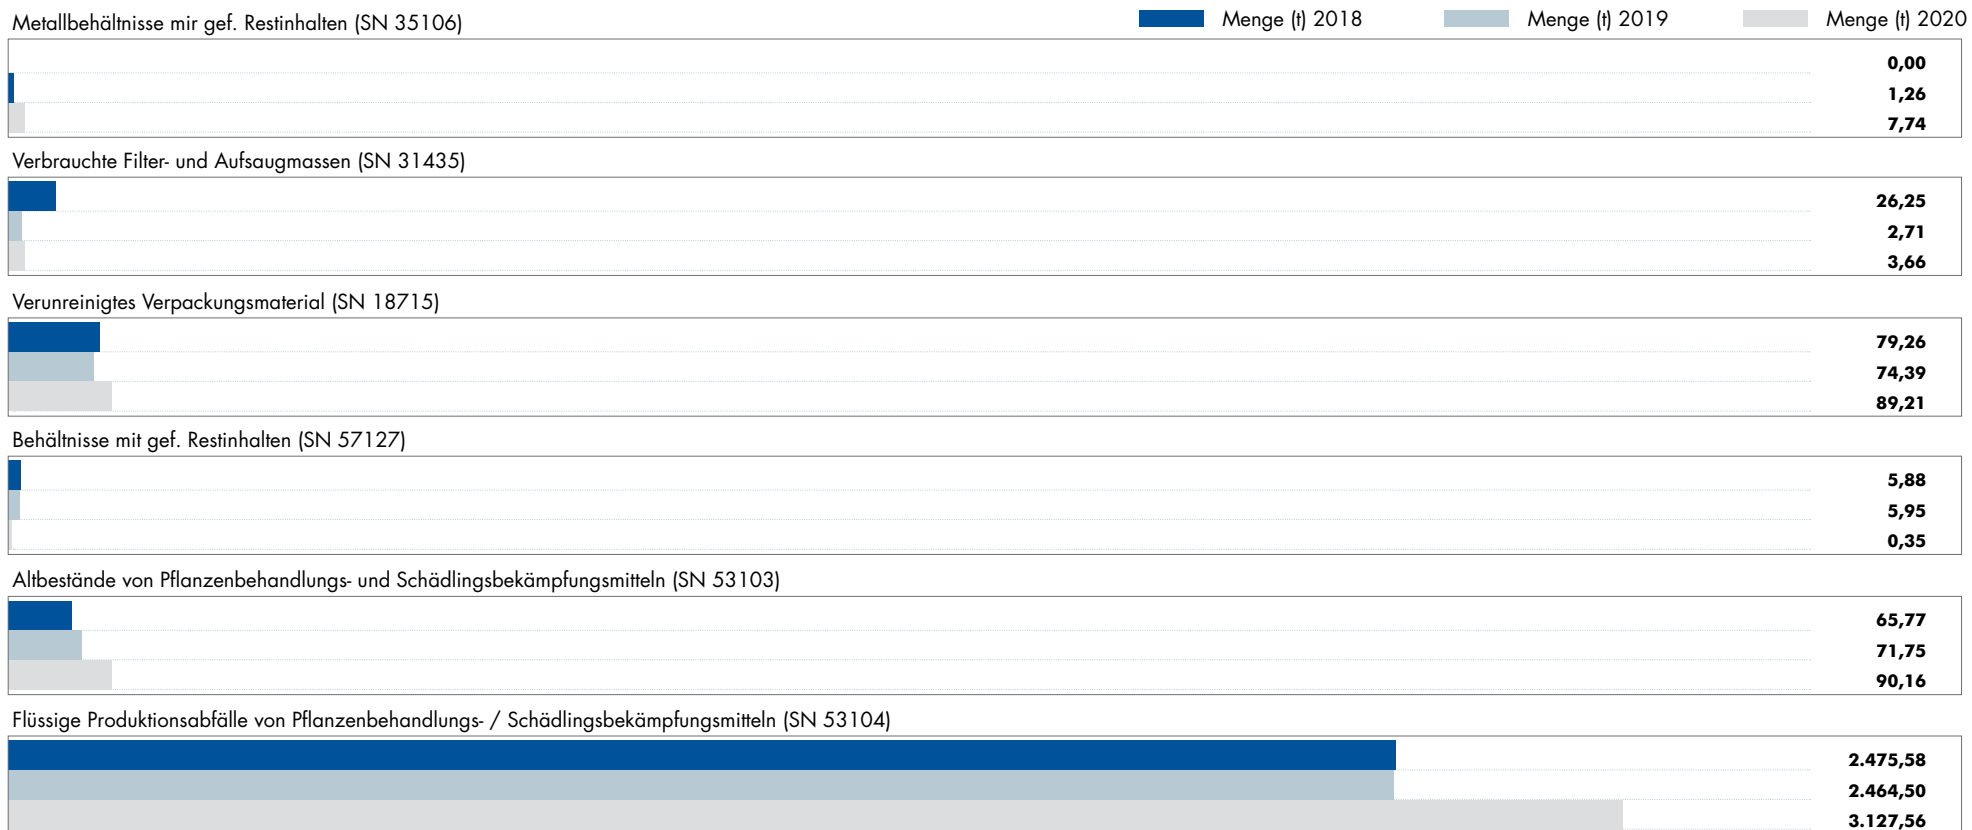 Metallbehältnisse mir gef. Restinhalten (SN 35106)
Menge (t) 2018 Menge (t) 2019 Menge (t) 2020
0,00
1,26
7,74
Verbrauchte Filter- und Aufsaugmassen (SN 31435)
26,25
2,71
3,66
Verunreinigtes Verpackungsmaterial (SN 18715)
79,26
74,39
89,21
Behältnisse mit gef. Restinhalten (SN 57127)
5,88
5,95
0,35
Altbestände von Pflanzenbehandlungs- und Schädlingsbekämpfungsmitteln (SN 53103)
65,77
71,75
90,16
Flüssige Produktionsabfälle von Pflanzenbehandlungs- / Schädlingsbekämpfungsmitteln (SN 53104)
2.475,58
2.464,50
3.127,56